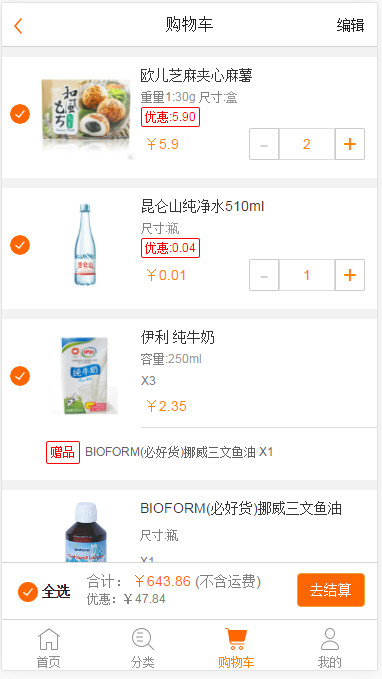 购物车 编辑
欧儿芝麻夹心麻薯
重量1:30g 尺寸:盒
优惠:5.90
￥5.9 - 2 +
昆仑山纯净水510ml
尺寸:瓶
优惠:0.04
￥0.01 - 1 +
伊利 纯牛奶
容量:250ml
X3
￥2.35
赠品 BIOFORM(必好货)挪威三文鱼油 X1
BIOFORM(必好货)挪威三文鱼油
尺寸:瓶
X1
全选 合计：￥643.86 (不含运费) 去结算
优惠：￥47.84
首页 分类 购物车 我的